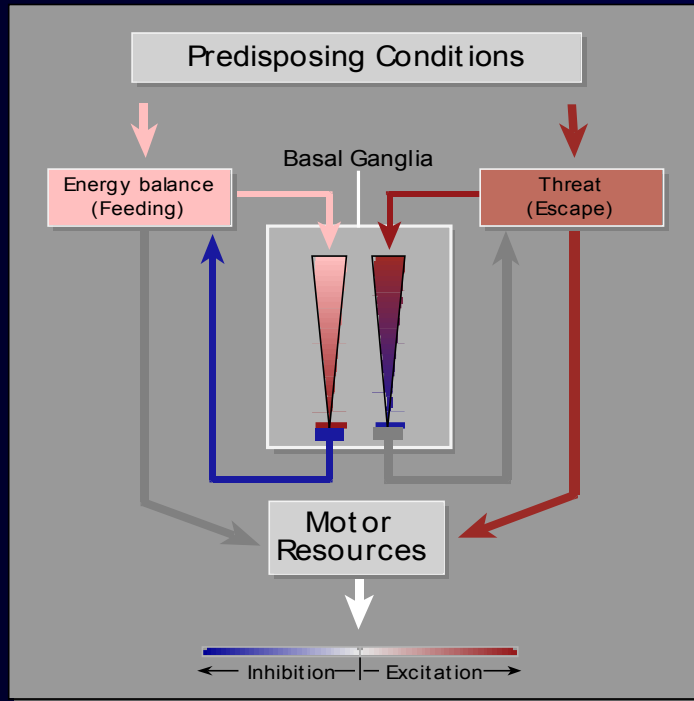 Predisposing Conditions
Basal Ganglia
Energy balance
(Feeding)
Threat
(Escape)
Motor
Resources
Inhibition
Excitation